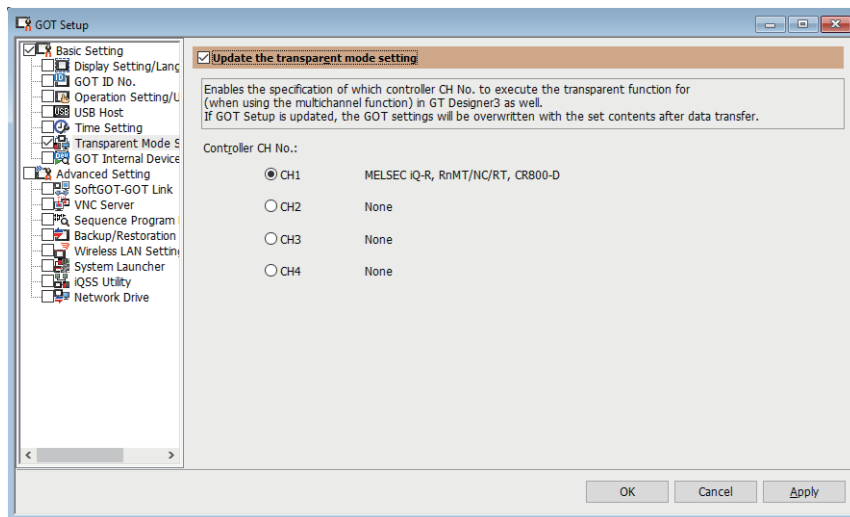 GOT Setup
Basic Setting
Display Setting/Lang
GOT ID No.
Operation Setting/U
USB Host
Time Setting
Transparent Mode S
GOT Internal Device
Advanced Setting
SoftGOT-GOT Link
VNC Server
Sequence Program
Backup/Restoration
Wireless LAN Setting
System Launcher
iQSS Utility
Network Drive
Update the transparent mode setting
Enables the specification of which controller CH No. to execute the transparent function for
(when using the multichannel function) in GT Designer3 as well.
If GOT Setup is updated, the GOT settings will be overwritten with the set contents after data transfer.
Controller CH No.:
CH1 MELSEC iQ-R, RnMT/NC/RT, CR800-D
CH2 None
CH3 None
CH4 None
OK Cancel Apply